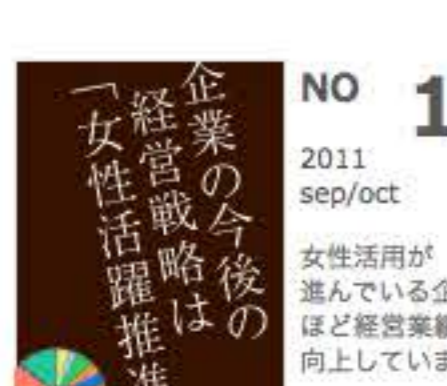 企業の今後の
経営戦略は
「女性活躍推進
NO 1
2011
sep/oct
女性活用が
進んでいる企
ほど経営業績
向上していま